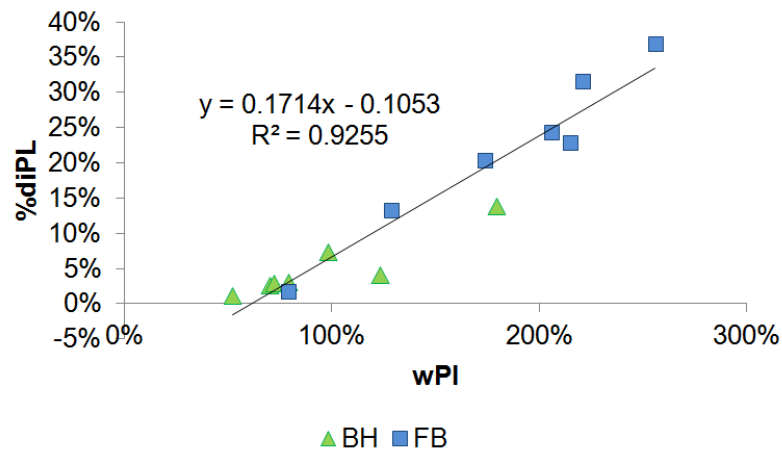 40%
35%
30%
25%
20%
15%
10%
5%
0%
-5%
%diPL
y = 0.1714x - 0.1053
R² = 0.9255
0% 100% 200% 300%
wPI
BH FB